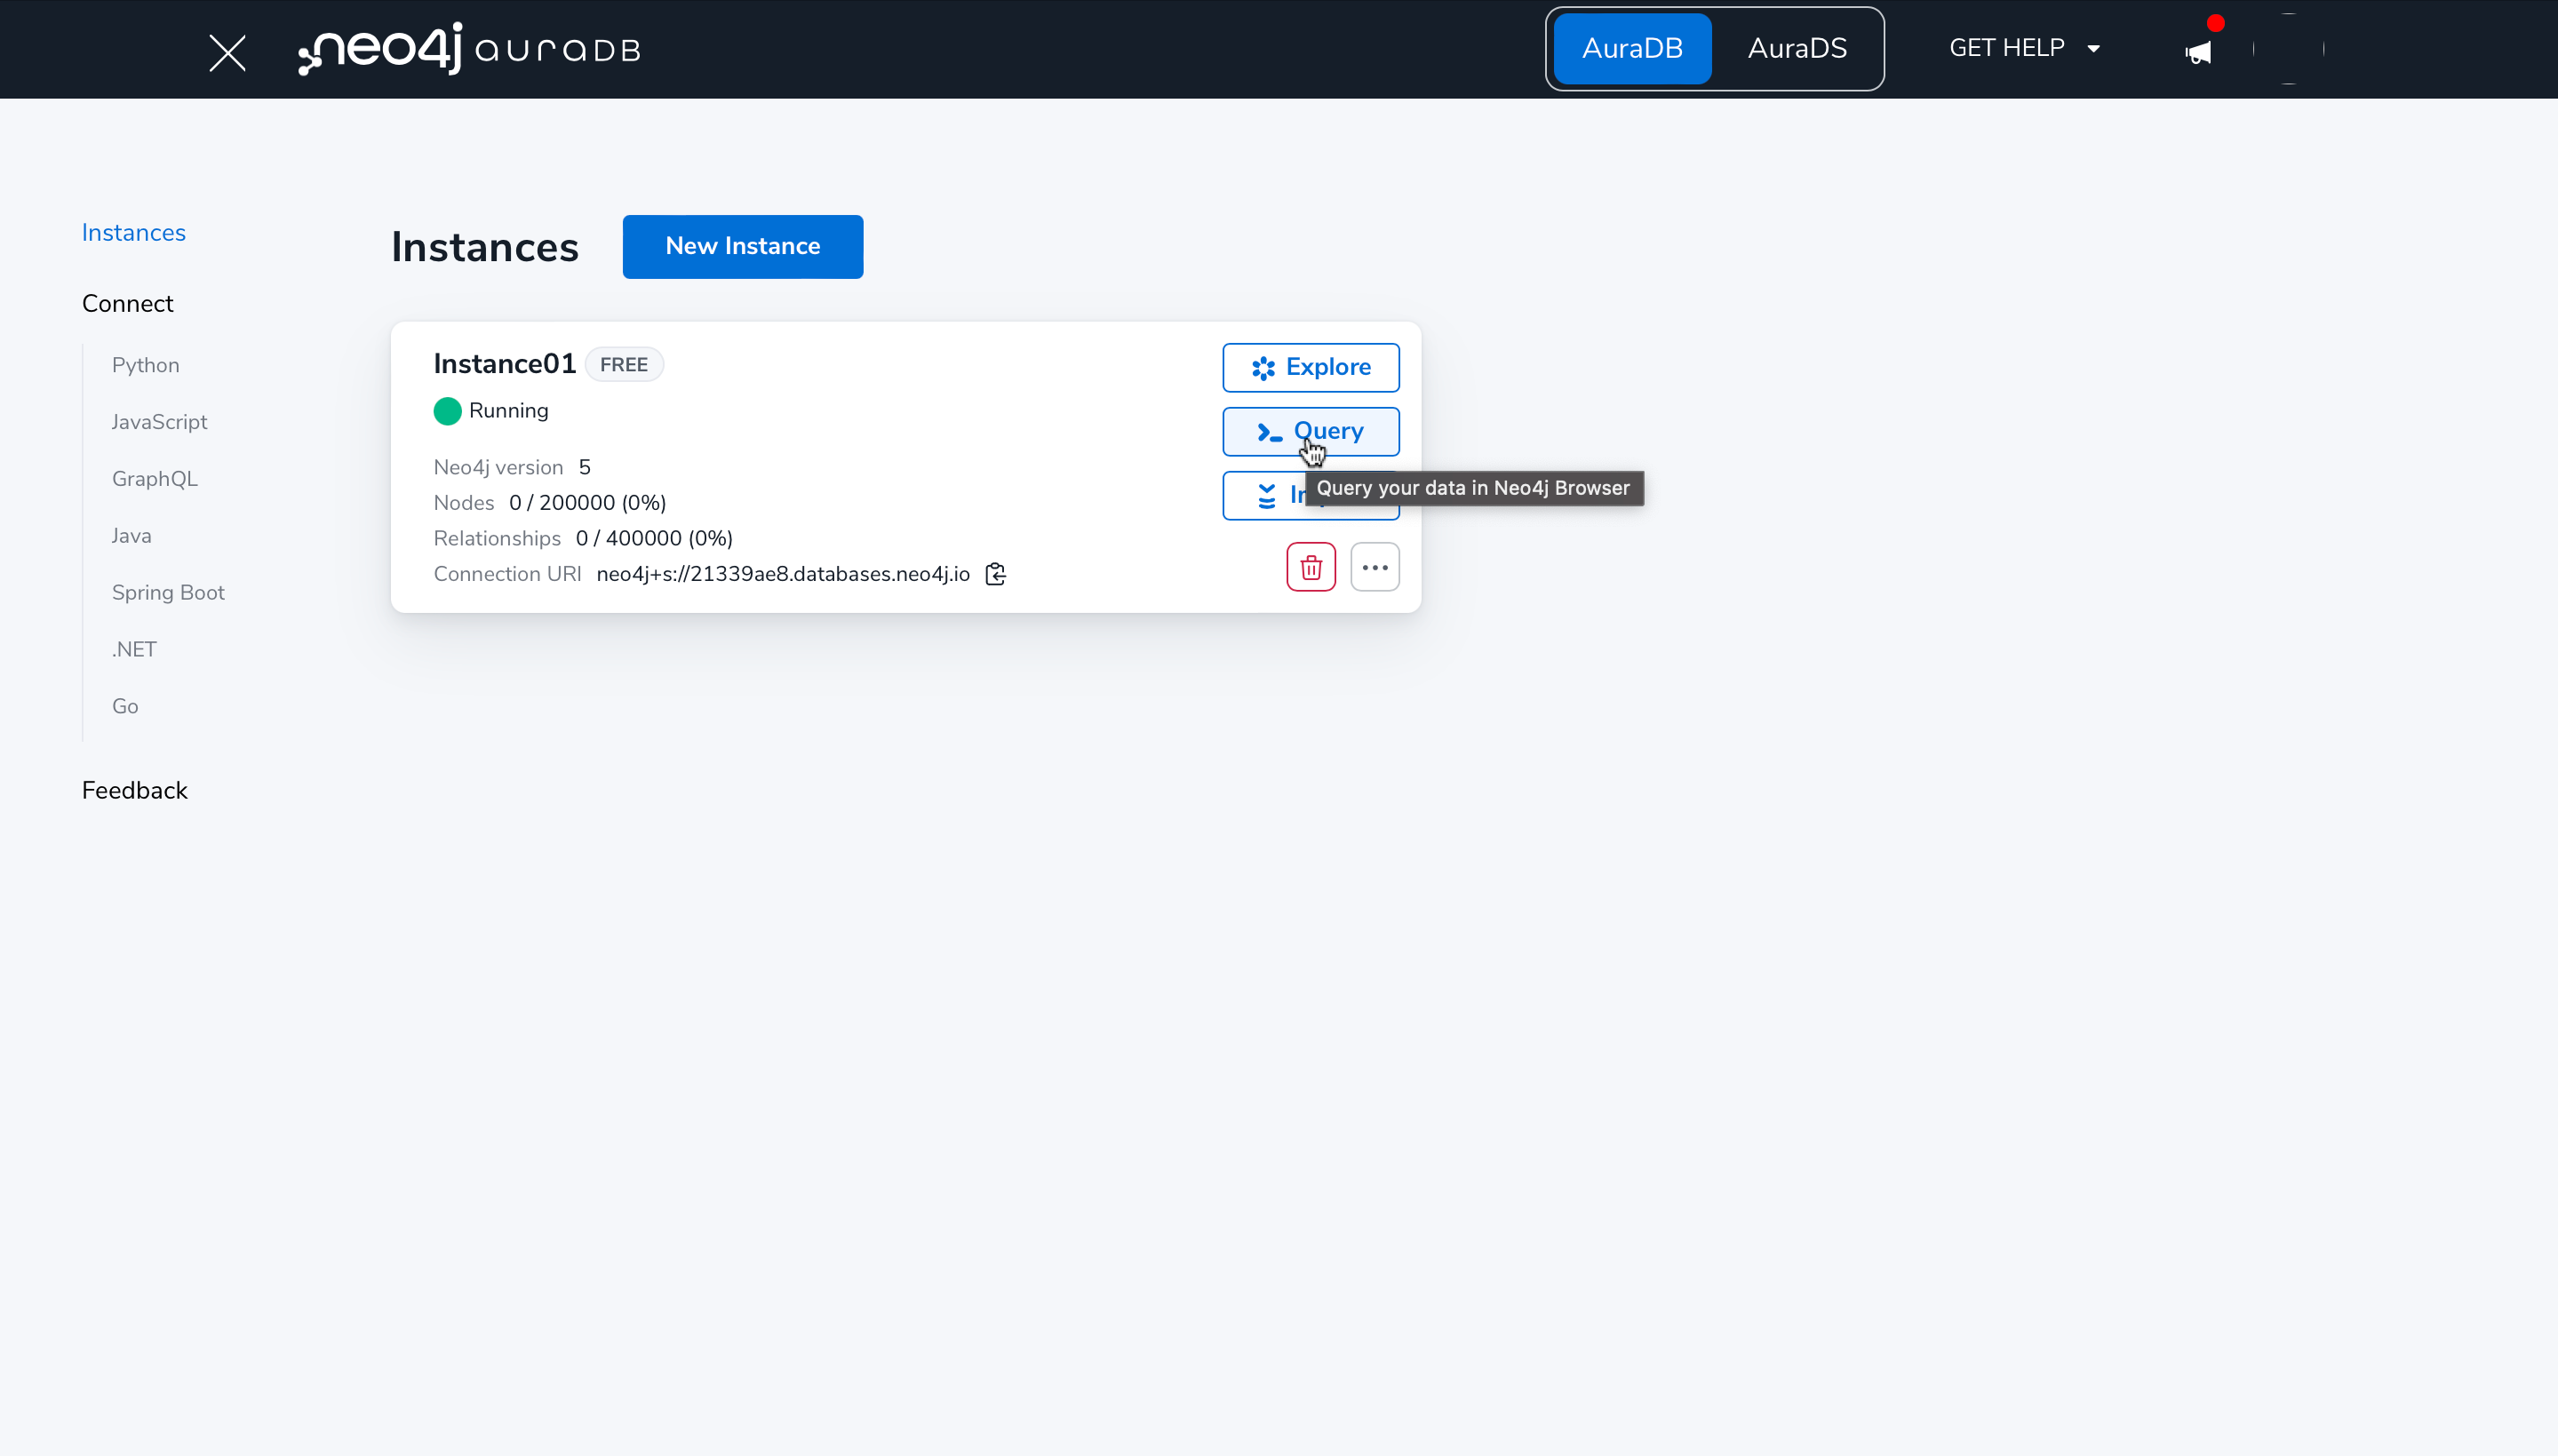 neo4j auraDB
AuraDB
AuraDS
GET HELP
Instances
Connect
Python
JavaScript
GraphQL
Java
Spring Boot
.NET
Go
Feedback
Instances
New Instance
Instance01 FREE
Running
Neo4j version 5
Nodes 0 / 200000 (0%)
Relationships 0 / 400000 (0%)
Connection URI neo4j+s://21339ae8.databases.neo4j.io
Explore
Query
Query your data in Neo4j Browser